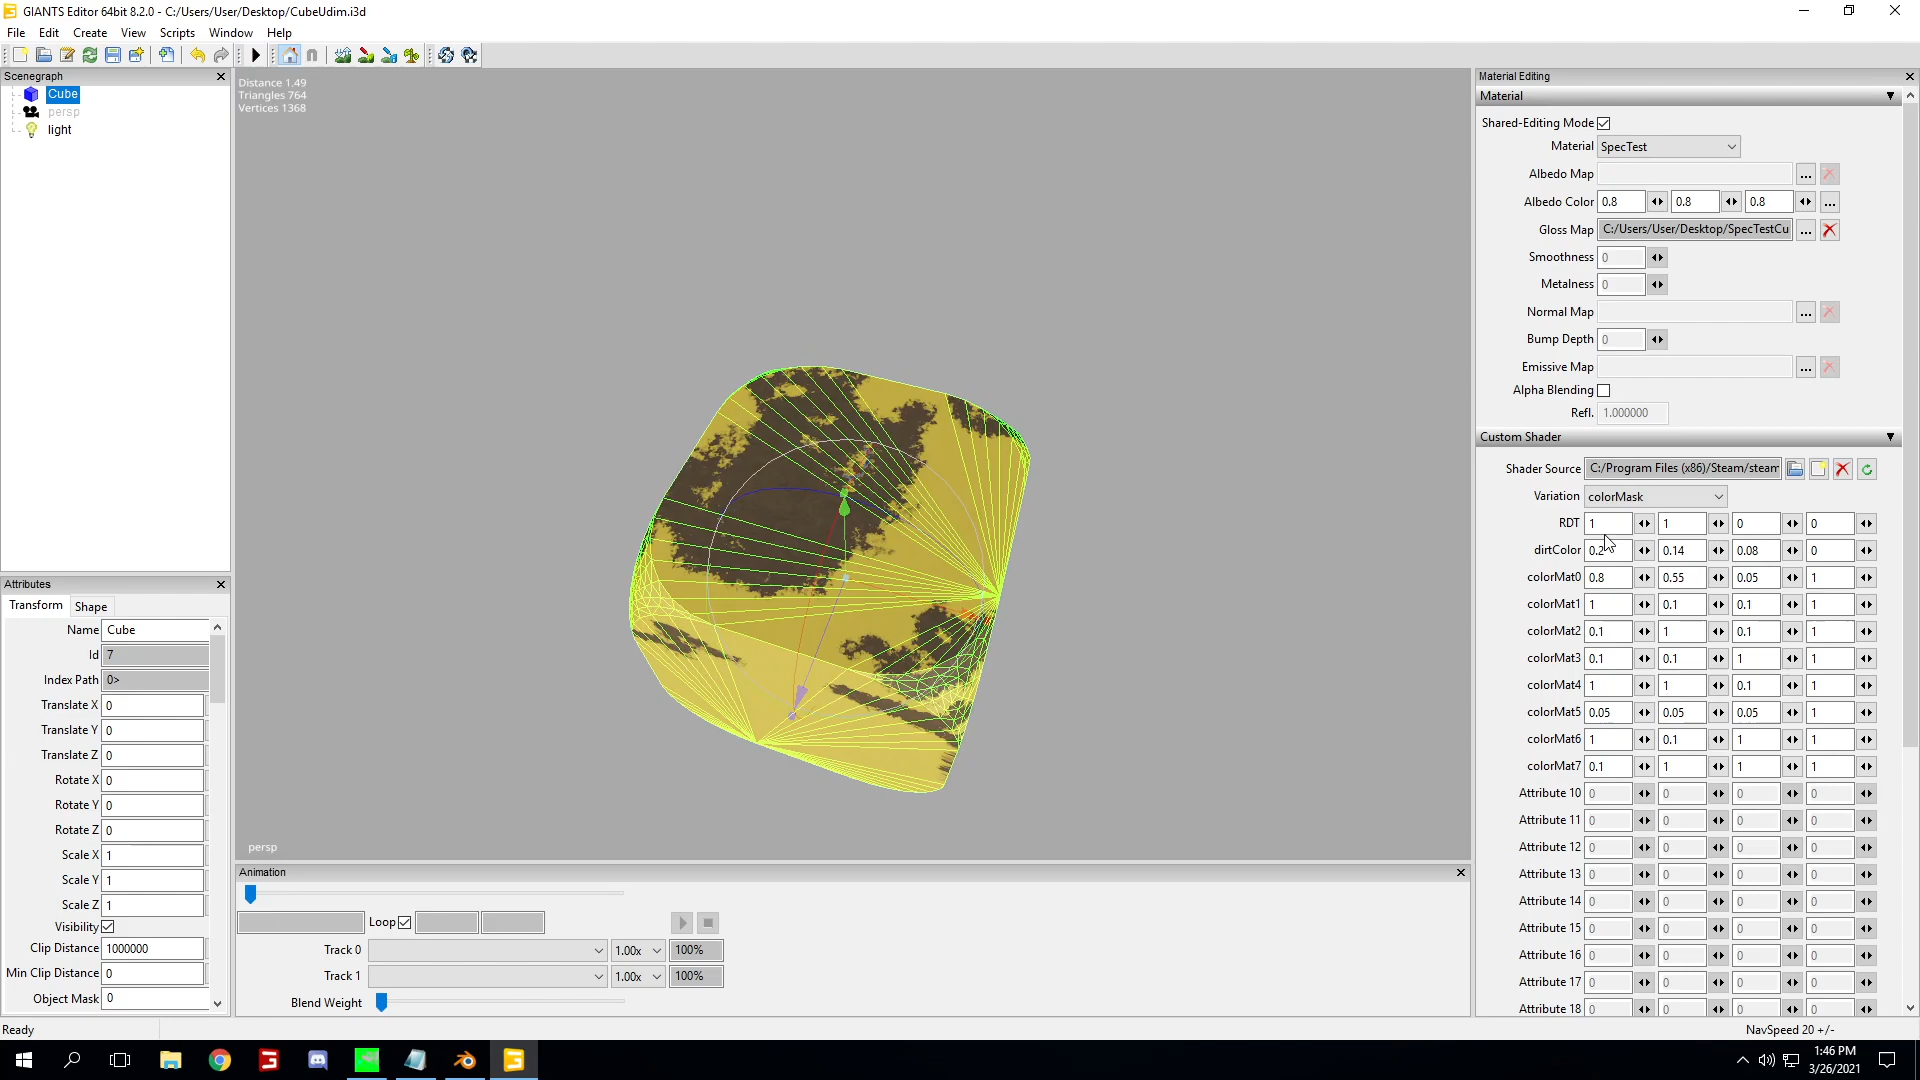 GIANTS Editor 64bit 8.2.0 - C:/Users/User/Desktop/CubeUdim.i3d
File Edit Create View Scripts Window Help
Scenegraph
Cube
persp
light
Attributes
Transform Shape
Name Cube
Id 7
Index Path 0>
Translate X 0
Translate Y 0
Translate Z 0
Rotate X 0
Rotate Y 0
Rotate Z 0
Scale X 1
Scale Y 1
Scale Z 1
Visibility
Clip Distance 1000000
Min Clip Distance 0
Object Mask 0
Distance 1.49
Triangles 764
Vertices 1368
persp
Animation
Loop
Track 0 1.00x 100%
Track 1 1.00x 100%
Blend Weight
Material Editing
Material
Shared-Editing Mode
Material SpecTest
Albedo Map ...
Albedo Color 0.8 0.8 0.8 ...
Gloss Map C:/Users/User/Desktop/SpecTestCu ...
Smoothness 0
Metalness 0
Normal Map ...
Bump Depth 0
Emissive Map ...
Alpha Blending
Refl. 1.000000
Custom Shader
Shader Source C:/Program Files (x86)/Steam/steam
Variation colorMask
RDT 1 1 0 0
dirtColor 0.2 0.14 0.08 0
colorMat0 0.8 0.55 0.05 1
colorMat1 1 0.1 0.1 1
colorMat2 0.1 1 0.1 1
colorMat3 0.1 0.1 1 1
colorMat4 1 1 0.1 1
colorMat5 0.05 0.05 0.05 1
colorMat6 1 0.1 1 1
colorMat7 0.1 1 1 1
Attribute 10 0 0 0 0
Attribute 11 0 0 0 0
Attribute 12 0 0 0 0
Attribute 13 0 0 0 0
Attribute 14 0 0 0 0
Attribute 15 0 0 0 0
Attribute 16 0 0 0 0
Attribute 17 0 0 0 0
Attribute 18 0 0 0 0
Ready
NavSpeed 20 +/-
1:46 PM
3/26/2021